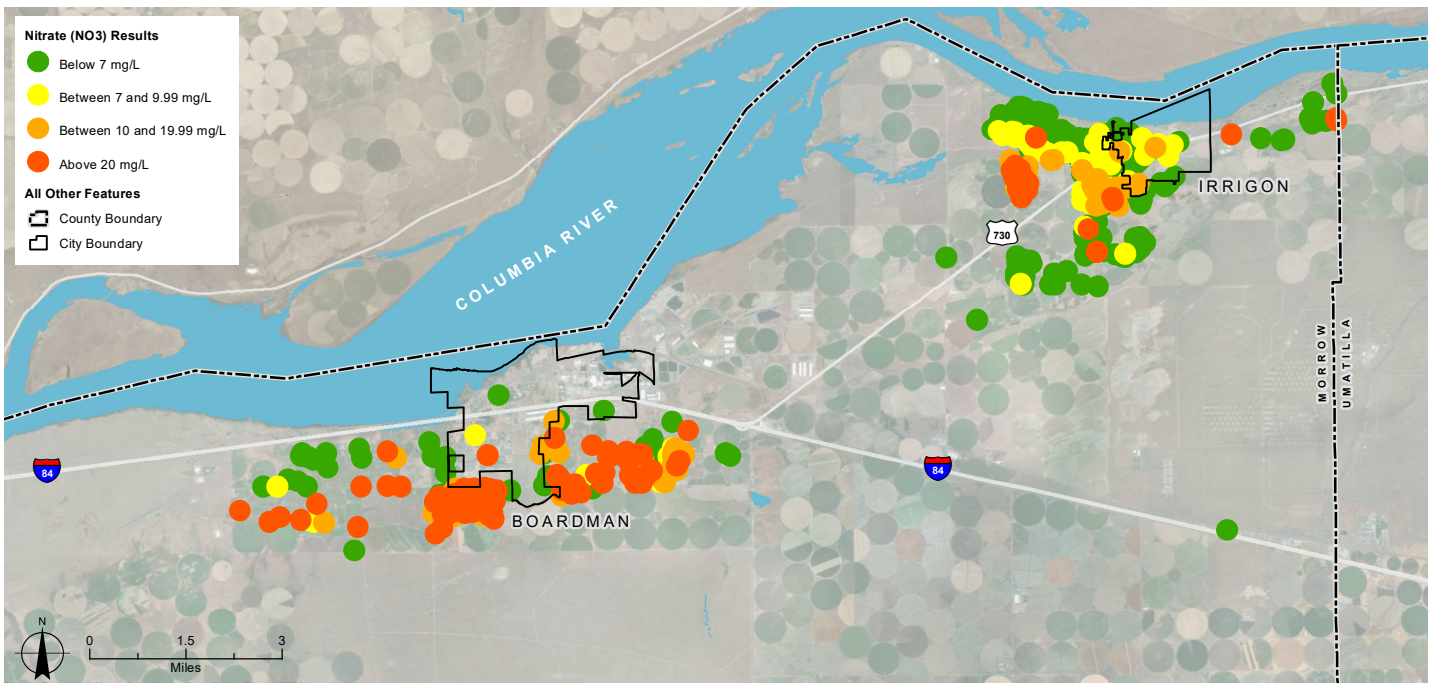 Nitrate (NO3) Results
Below 7 mg/L
Between 7 and 9.99 mg/L
Between 10 and 19.99 mg/L
Above 20 mg/L
All Other Features
County Boundary
City Boundary
COLUMBIA RIVER
IRRIGON
730
MORROW
UMATILLA
84
84
BOARDMAN
N
0 1.5 3
Miles